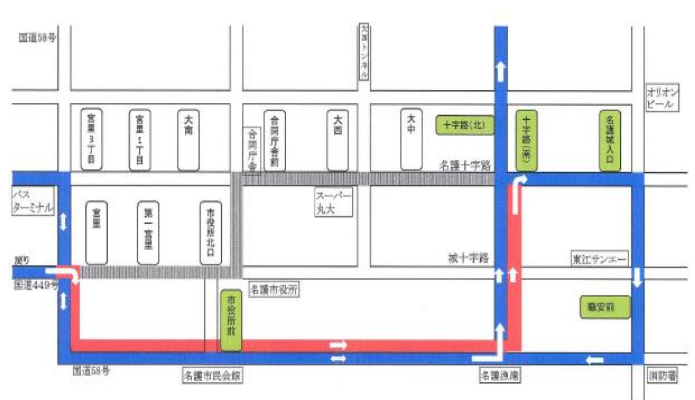 国道58号
大西トンネル
オリオン
ビール
宮里3丁目
宮里1丁目
大南
合同庁舎
合同庁舎前
大西
大中
十字路(北)
十字路(南)
名護城入口
名護十字路
バス
ターミナル
宮里
第一宮里
市役所北口
スーパー
丸大
戻り
国道449号
城十字路
東江サンエー
市役所前
名護市役所
職安前
国道58号
名護市民会館
名護漁港
消防署